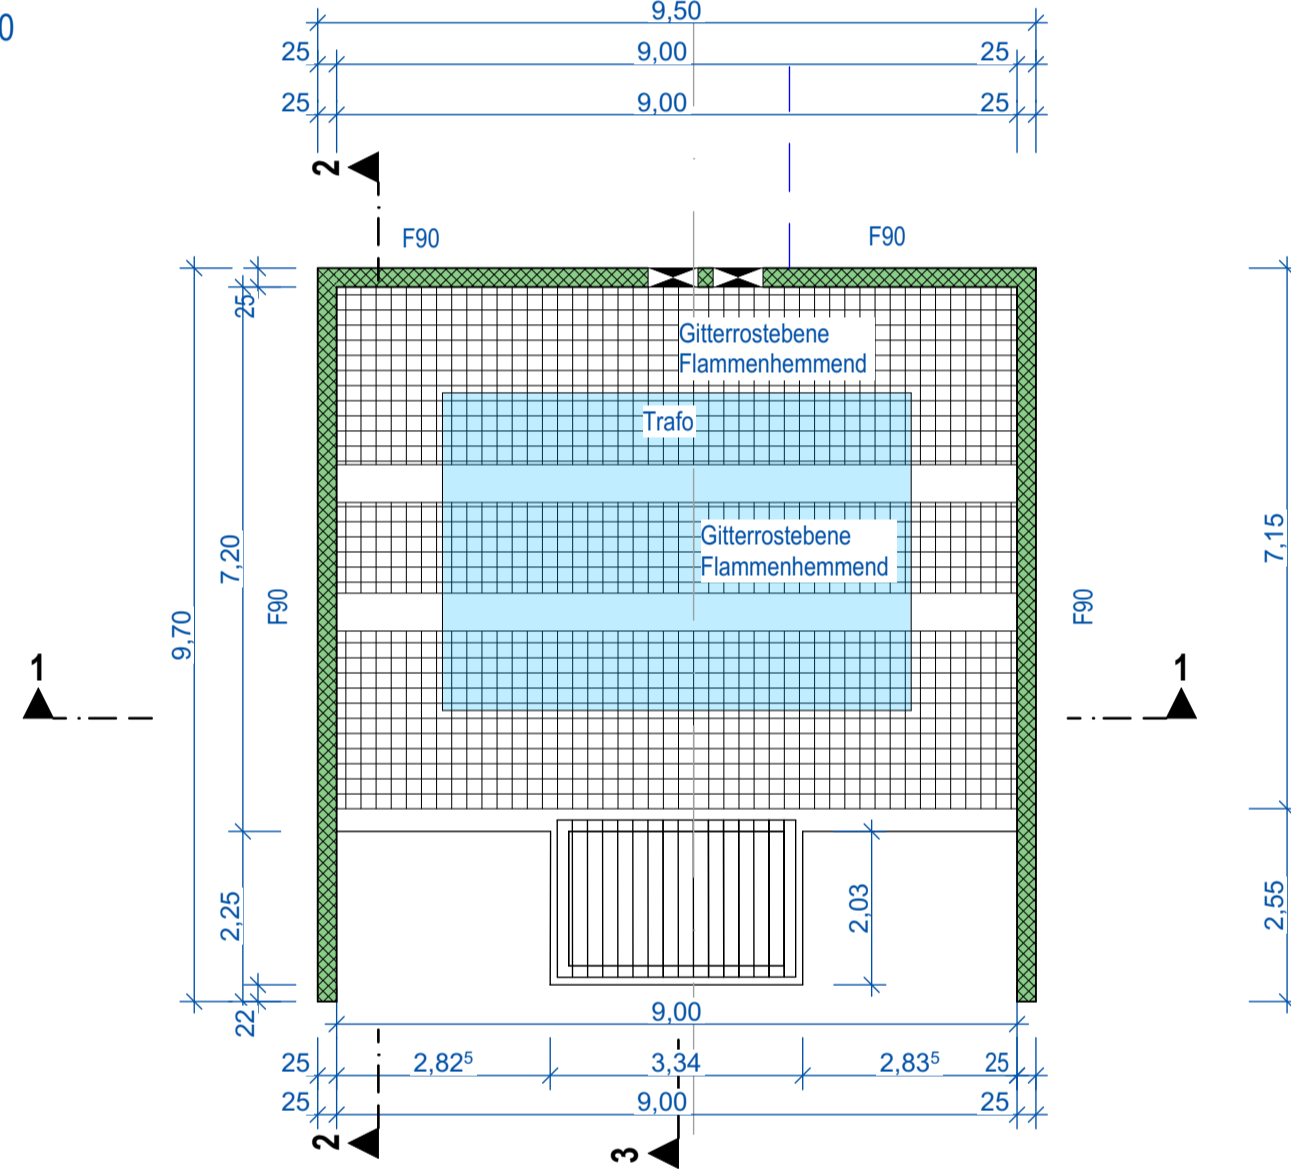 0
9,50
25 9,00 25
25 9,00 25
2
F90 F90
25
Gitterrostebene
Flammenhemmend
Trafo
Gitterrostebene
Flammenhemmend
7,20
7,15
9,70
F90
F90
1
1
2,25
2,03
2,55
22
9,00
25 2,82⁵ 3,34 2,83⁵ 25
25 9,00 25
2
3